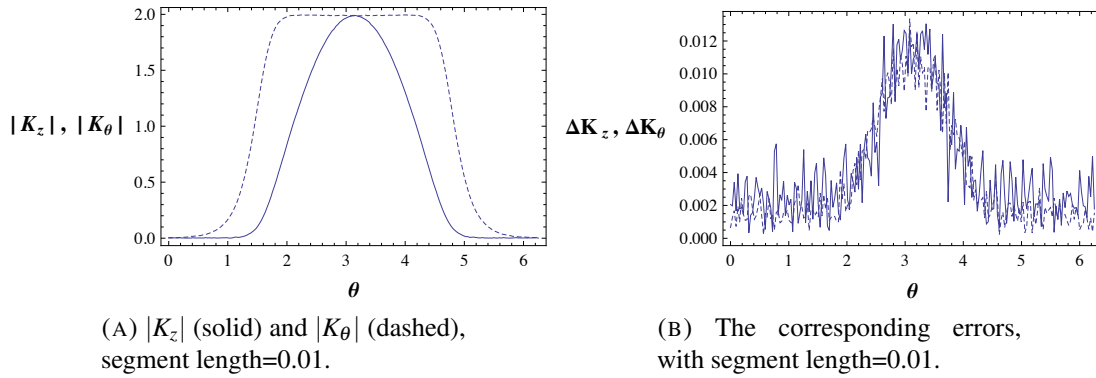 2.0
1.5
|K_z|, |K_θ| 1.0
0.5
0.0
0 1 2 3 4 5 6
θ
(A) |K_z| (solid) and |K_θ| (dashed),
segment length=0.01.
0.012
0.010
0.008
ΔK_z, ΔK_θ
0.006
0.004
0.002
0.000
0 1 2 3 4 5 6
θ
(B) The corresponding errors,
with segment length=0.01.